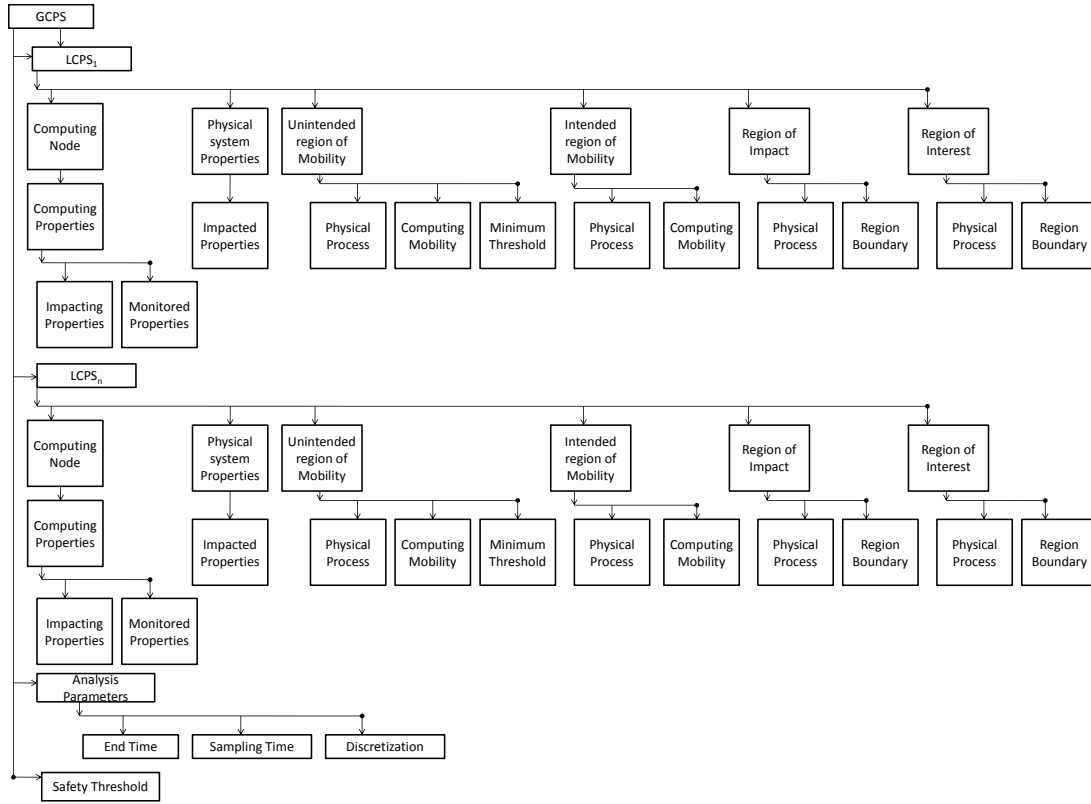 GCPS
LCPS₁
Computing
Node
Physical
system
Properties
Unintended
region of
Mobility
Intended
region of
Mobility
Region of
Impact
Region of
Interest
Computing
Properties
Impacted
Properties
Physical
Process
Computing
Mobility
Minimum
Threshold
Physical
Process
Computing
Mobility
Physical
Process
Region
Boundary
Physical
Process
Region
Boundary
Impacting
Properties
Monitored
Properties
LCPSₙ
Computing
Node
Physical
system
Properties
Unintended
region of
Mobility
Intended
region of
Mobility
Region of
Impact
Region of
Interest
Computing
Properties
Impacted
Properties
Physical
Process
Computing
Mobility
Minimum
Threshold
Physical
Process
Computing
Mobility
Physical
Process
Region
Boundary
Physical
Process
Region
Boundary
Impacting
Properties
Monitored
Properties
Analysis
Parameters
End Time
Sampling Time
Discretization
Safety Threshold